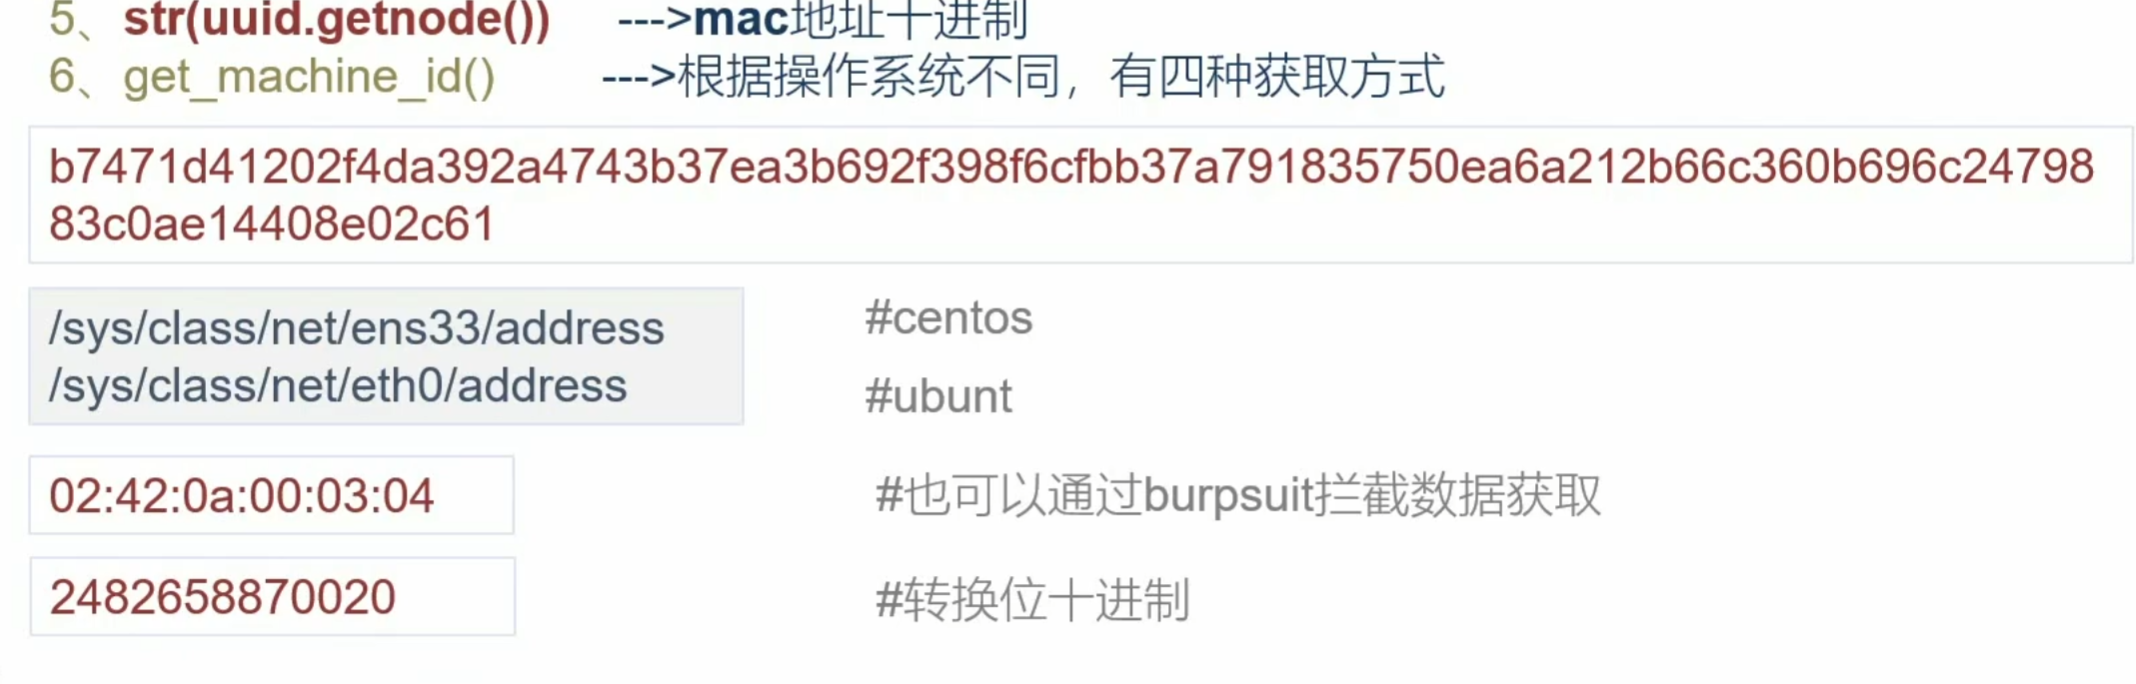 5、str(uuid.getnode()) --->mac地址十进制
6、get_machine_id() --->根据操作系统不同，有四种获取方式
b7471d41202f4da392a4743b37ea3b692f398f6cfbb37a791835750ea6a212b66c360b696c24798
83c0ae14408e02c61
/sys/class/net/ens33/address #centos
/sys/class/net/eth0/address #ubunt
02:42:0a:00:03:04 #也可以通过burpsuit拦截数据获取
2482658870020 #转换位十进制